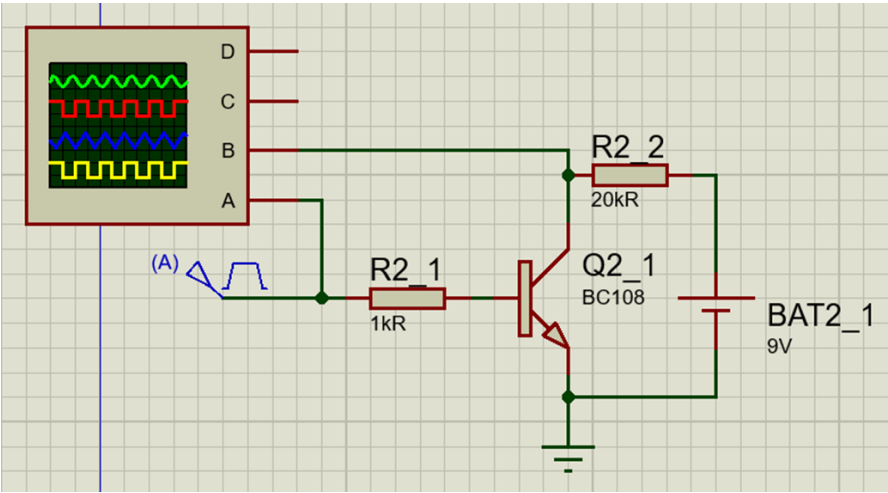 D
C
B
A
(A)
R2_1
1kR
R2_2
20kR
Q2_1
BC108
BAT2_1
9V